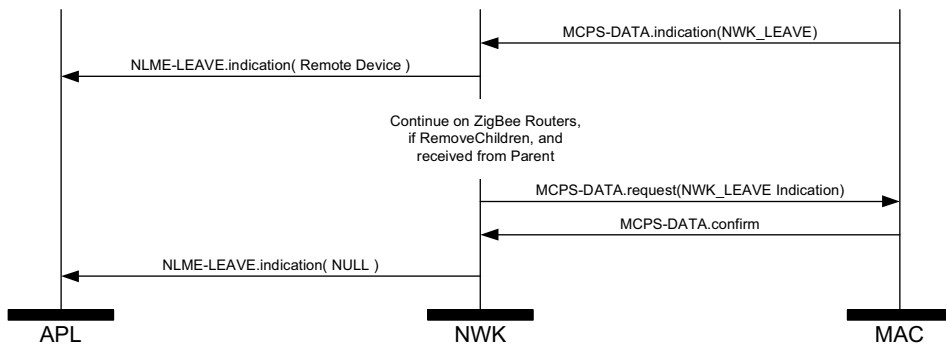 MCPS-DATA.indication(NWK_LEAVE)
NLME-LEAVE.indication( Remote Device )
Continue on ZigBee Routers,
if RemoveChildren, and
received from Parent
MCPS-DATA.request(NWK_LEAVE Indication)
MCPS-DATA.confirm
NLME-LEAVE.indication( NULL )
APL
NWK
MAC